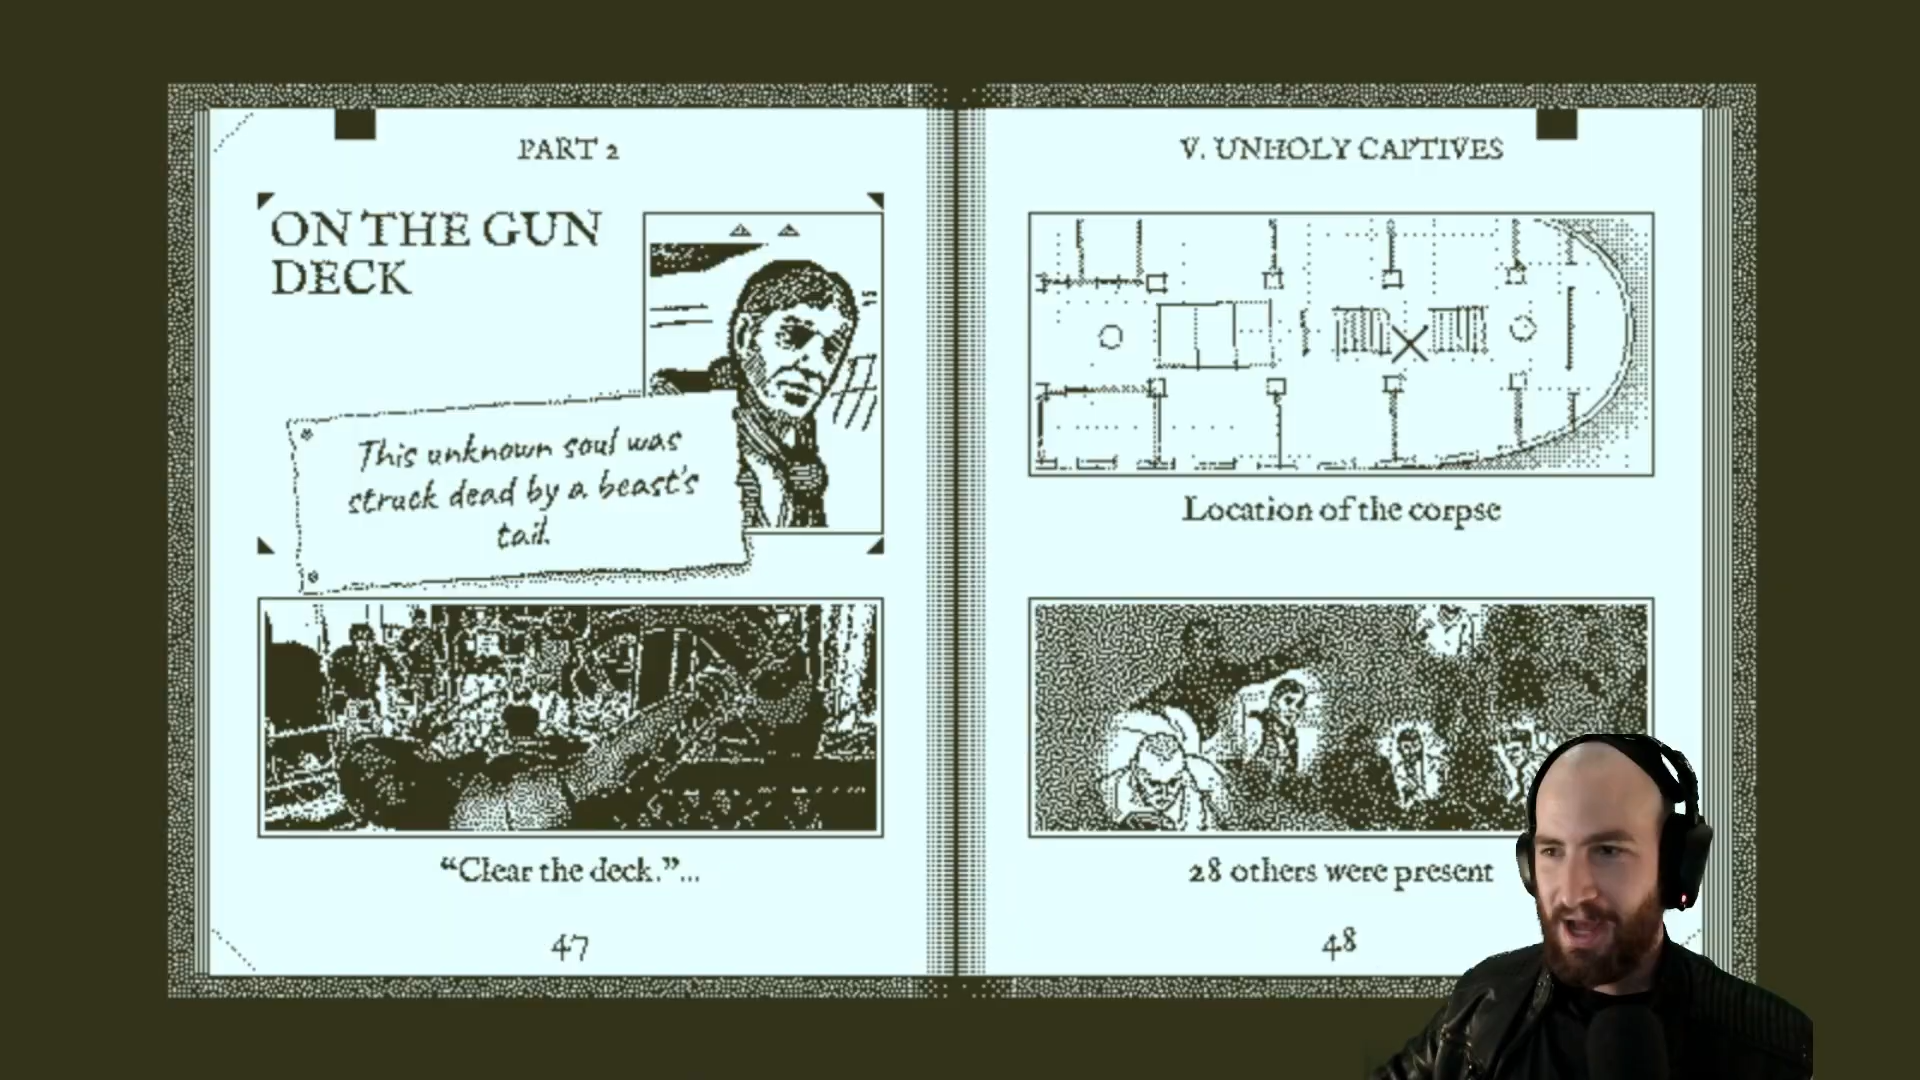 PART 2
ON THE GUN
DECK
This unknown soul was
struck dead by a beast's
tail.
“Clear the deck.”...
47
V. UNHOLY CAPTIVES
Location of the corpse
28 others were present
48